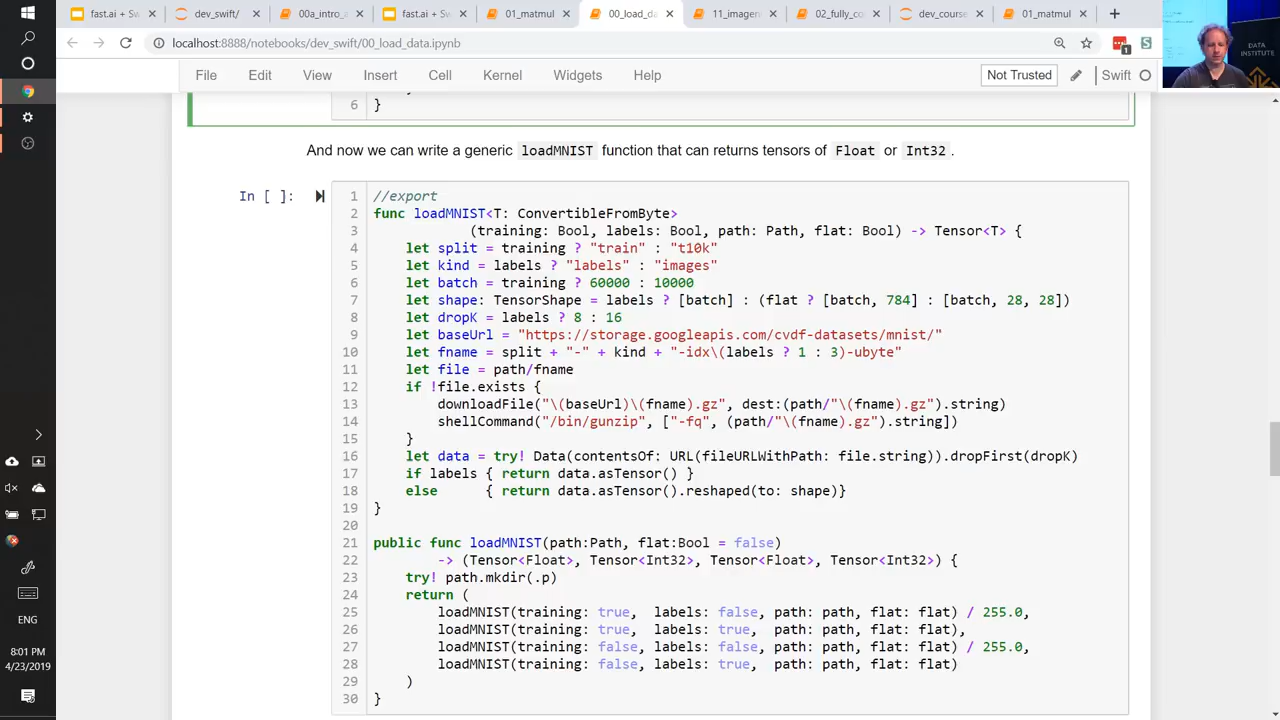 fast.ai + Sw
dev_swift/
10a_intro_a
fast.ai + Sw
_matmul
00_load_da
11_imagene
02_fully_co
dev_course
01_matmul
localhost:8888/notebooks/dev_swift/00_load_data.ipynb
1
S
DATA
INSTITUTE
File Edit View Insert Cell Kernel Widgets Help
Not Trusted
Swift
6 }
And now we can write a generic loadMNIST function that can returns tensors of Float or Int32 .
In [ ]:
1 //export
2 func loadMNIST<T: ConvertibleFromByte>
3 (training: Bool, labels: Bool, path: Path, flat: Bool) -> Tensor<T> {
4 let split = training ? "train" : "t10k"
5 let kind = labels ? "labels" : "images"
6 let batch = training ? 60000 : 10000
7 let shape: TensorShape = labels ? [batch] : (flat ? [batch, 784] : [batch, 28, 28])
8 let dropK = labels ? 8 : 16
9 let baseUrl = "https://storage.googleapis.com/cvdf-datasets/mnist/"
10 let fname = split + "-" + kind + "-idx\(labels ? 1 : 3)-ubyte"
11 let file = path/fname
12 if !file.exists {
13 downloadFile("\(baseUrl)\(fname).gz", dest:(path/"\(fname).gz").string)
14 shellCommand("/bin/gunzip", ["-fq", (path/"\(fname).gz").string])
15 }
16 let data = try! Data(contentsOf: URL(fileURLWithPath: file.string)).dropFirst(dropK)
17 if labels { return data.asTensor() }
18 else { return data.asTensor().reshaped(to: shape)}
19 }
20
21 public func loadMNIST(path:Path, flat:Bool = false)
22 -> (Tensor<Float>, Tensor<Int32>, Tensor<Float>, Tensor<Int32>) {
23 try! path.mkdir(.p)
24 return (
25 loadMNIST(training: true, labels: false, path: path, flat: flat) / 255.0,
26 loadMNIST(training: true, labels: true, path: path, flat: flat),
27 loadMNIST(training: false, labels: false, path: path, flat: flat) / 255.0,
28 loadMNIST(training: false, labels: true, path: path, flat: flat)
29 )
30 }
ENG
8:01 PM
4/23/2019